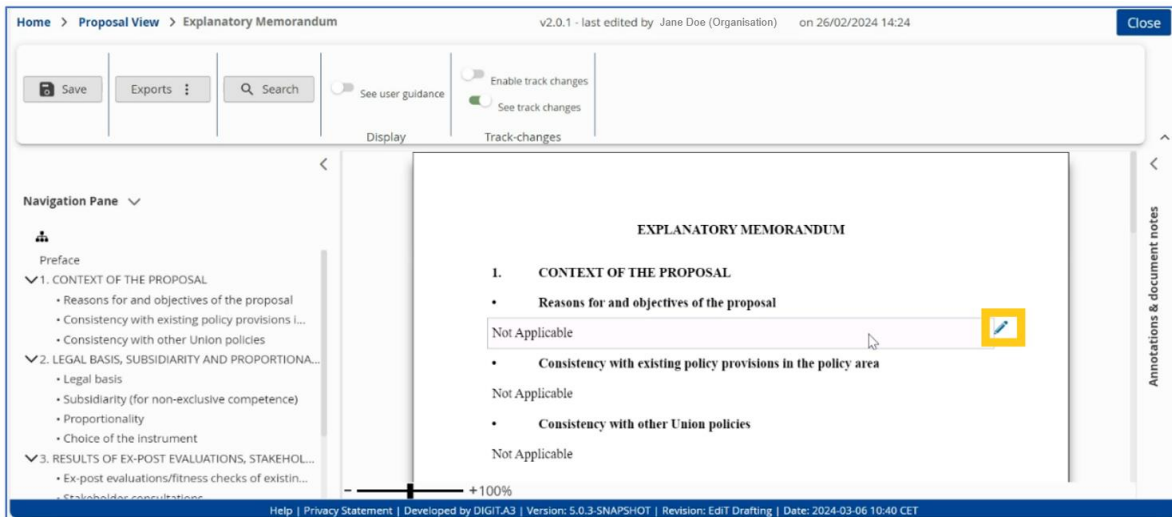 Home > Proposal View > Explanatory Memorandum
v2.0.1 - last edited by Jane Doe (Organisation) on 26/02/2024 14:24
Close
Save
Exports
Search
See user guidance
Display
Enable track changes
See track changes
Track-changes
Navigation Pane
Preface
1. CONTEXT OF THE PROPOSAL
• Reasons for and objectives of the proposal
• Consistency with existing policy provisions i...
• Consistency with other Union policies
2. LEGAL BASIS, SUBSIDIARITY AND PROPORTIONA...
• Legal basis
• Subsidiarity (for non-exclusive competence)
• Proportionality
• Choice of the instrument
3. RESULTS OF EX-POST EVALUATIONS, STAKEHOL...
• Ex-post evaluations/fitness checks of existin...
• Stakeholder consultations
EXPLANATORY MEMORANDUM
1. CONTEXT OF THE PROPOSAL
• Reasons for and objectives of the proposal
Not Applicable
• Consistency with existing policy provisions in the policy area
Not Applicable
• Consistency with other Union policies
Not Applicable
- +100%
Annotations & document notes
Help | Privacy Statement | Developed by DIGIT.A3 | Version: 5.0.3-SNAPSHOT | Revision: EdiT Drafting | Date: 2024-03-06 10:40 CET